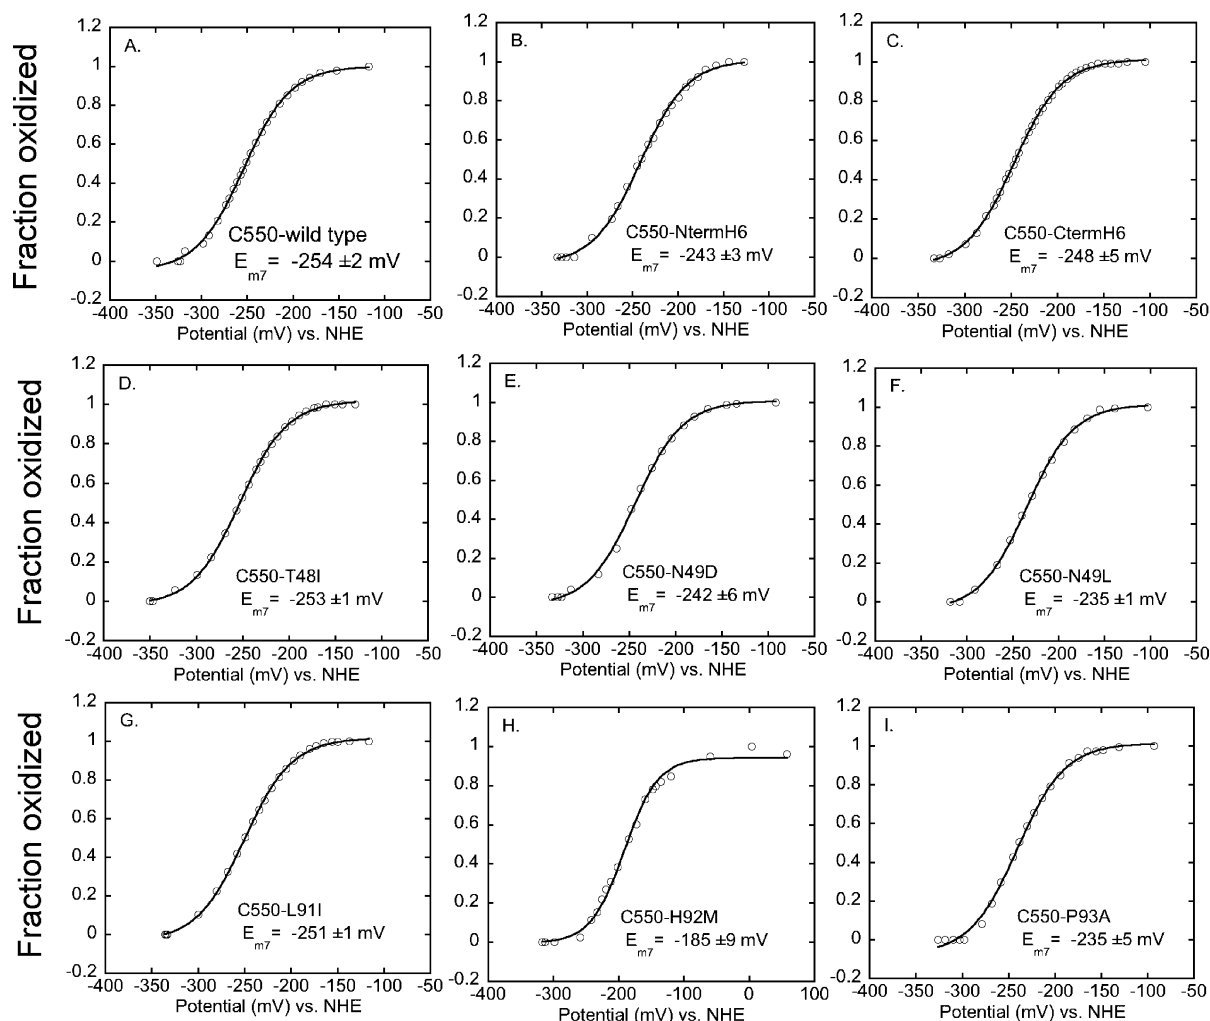 Fraction oxidized
A.
1.2
1
0.8
0.6
0.4
0.2
0
-0.2
C550-wild type
E m7 = -254 ±2 mV
-400 -350 -300 -250 -200 -150 -100 -50
Potential (mV) vs. NHE
B.
1.2
1
0.8
0.6
0.4
0.2
0
-0.2
C550-NtermH6
E m7 = -243 ±3 mV
-400 -350 -300 -250 -200 -150 -100 -50
Potential (mV) vs. NHE
C.
1.2
1
0.8
0.6
0.4
0.2
0
-0.2
C550-CtermH6
E m7 = -248 ±5 mV
-400 -350 -300 -250 -200 -150 -100 -50
Potential (mV) vs. NHE
Fraction oxidized
D.
1.2
1
0.8
0.6
0.4
0.2
0
-0.2
C550-T48I
E m7 = -253 ±1 mV
-400 -350 -300 -250 -200 -150 -100 -50
Potential (mV) vs. NHE
E.
1.2
1
0.8
0.6
0.4
0.2
0
-0.2
C550-N49D
E m7 = -242 ±6 mV
-400 -350 -300 -250 -200 -150 -100 -50
Potential (mV) vs. NHE
F.
1.2
1
0.8
0.6
0.4
0.2
0
-0.2
C550-N49L
E m7 = -235 ±1 mV
-400 -350 -300 -250 -200 -150 -100 -50
Potential (mV) vs. NHE
Fraction oxidized
G.
1.2
1
0.8
0.6
0.4
0.2
0
-0.2
C550-L91I
E m7 = -251 ±1 mV
-400 -350 -300 -250 -200 -150 -100 -50
Potential (mV) vs. NHE
H.
1.2
1
0.8
0.6
0.4
0.2
0
-0.2
C550-H92M
E m7 = -185 ±9 mV
-400 -300 -200 -100 0 100
Potential (mV) vs. NHE
I.
1.2
1
0.8
0.6
0.4
0.2
0
-0.2
C550-P93A
E m7 = -235 ±5 mV
-400 -350 -300 -250 -200 -150 -100 -50
Potential (mV) vs. NHE